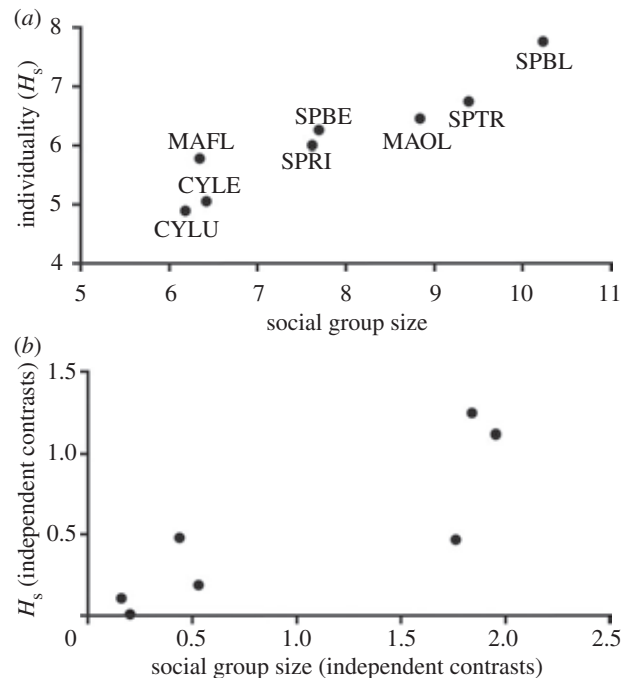 (a)
8
7
6
5
4
individuality (Hs)
SPBL
SPTR
MAOL
SPBE
SPRI
MAFL
CYLE
CYLU
5 6 7 8 9 10 11
social group size
(b)
1.5
1.0
0.5
Hs (independent contrasts)
0 0.5 1.0 1.5 2.0 2.5
social group size (independent contrasts)